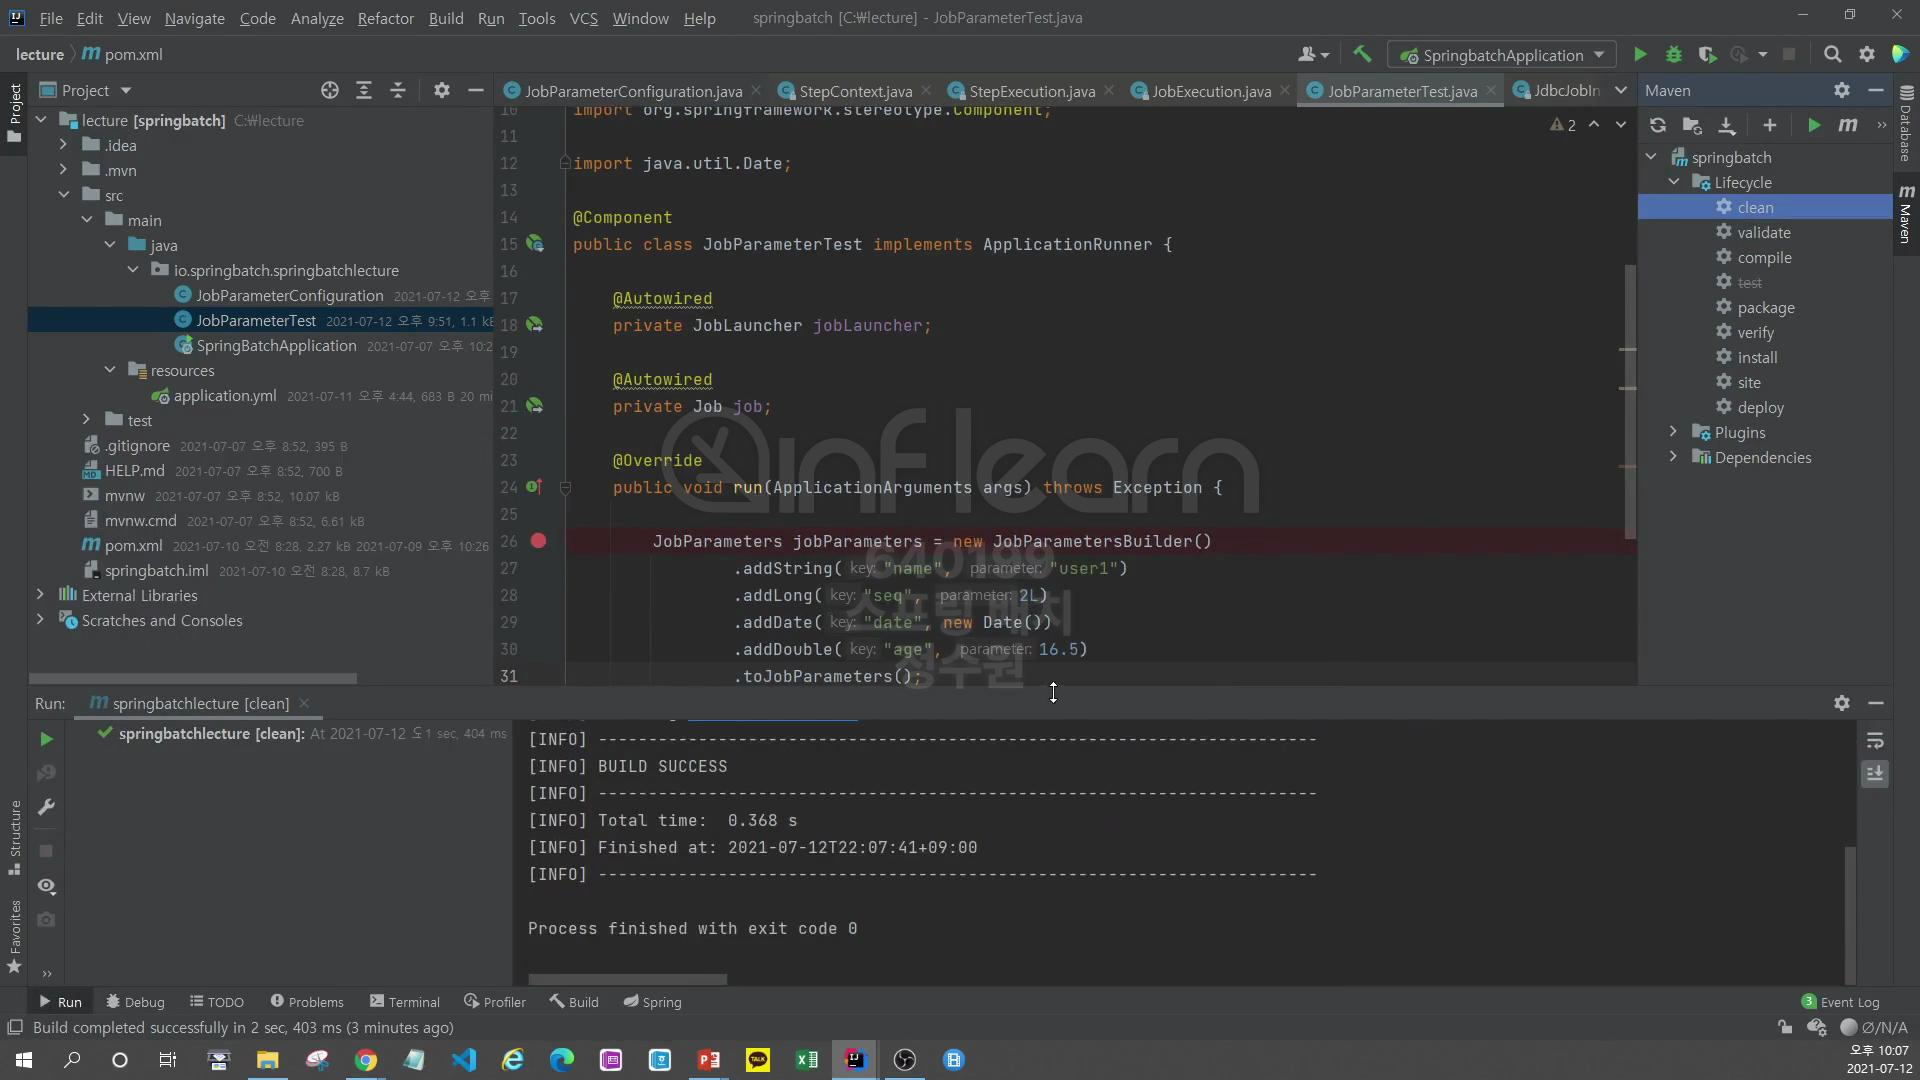 File Edit View Navigate Code Analyze Refactor Build Run Tools VCS Window Help springbatch [C:₩lecture] - JobParameterTest.java
lecture pom.xml
SpringbatchApplication
Project
JobParameterConfiguration.java StepContext.java StepExecution.java JobExecution.java JobParameterTest.java JdbcJobIn
Maven
lecture [springbatch] C:₩lecture
.idea
.mvn
src
main
java
io.springbatch.springbatchlecture
JobParameterConfiguration 2021-07-12 오후
JobParameterTest 2021-07-12 오후 9:51, 1.1 kB
SpringBatchApplication 2021-07-07 오후 10:2
resources
application.yml 2021-07-11 오후 4:44, 683 B 20 mi
test
.gitignore 2021-07-07 오후 8:52, 395 B
HELP.md 2021-07-07 오후 8:52, 700 B
mvnw 2021-07-07 오후 8:52, 10.07 kB
mvnw.cmd 2021-07-07 오후 8:52, 6.61 kB
pom.xml 2021-07-10 오전 8:28, 2.27 kB 2021-07-09 오후 10:26
springbatch.iml 2021-07-10 오전 8:28, 8.7 kB
External Libraries
Scratches and Consoles
10 import org.springframework.stereotype.Component;
11
12 import java.util.Date;
13
14 @Component
15 public class JobParameterTest implements ApplicationRunner {
16
17 @Autowired
18 private JobLauncher jobLauncher;
19
20 @Autowired
21 private Job job;
22
23 @Override
24 public void run(ApplicationArguments args) throws Exception {
25
26 JobParameters jobParameters = new JobParametersBuilder()
27 .addString( key: "name", parameter: "user1")
28 .addLong( key: "seq", parameter: 2L)
29 .addDate( key: "date", new Date())
30 .addDouble( key: "age", parameter: 16.5)
31 .toJobParameters();
2
inflearn
640199
스프링 배치
정수원
springbatch
Lifecycle
clean
validate
compile
test
package
verify
install
site
deploy
Plugins
Dependencies
Project
Structure
Favorites
Database
Maven
Run: springbatchlecture [clean]
springbatchlecture [clean]: At 2021-07-12 오 1 sec, 404 ms
[INFO] ------------------------------------------------------------------------
[INFO] BUILD SUCCESS
[INFO] ------------------------------------------------------------------------
[INFO] Total time:  0.368 s
[INFO] Finished at: 2021-07-12T22:07:41+09:00
[INFO] ------------------------------------------------------------------------
Process finished with exit code 0
Run Debug TODO Problems Terminal Profiler Build Spring 3 Event Log
Build completed successfully in 2 sec, 403 ms (3 minutes ago) Ø/N/A
오후 10:07
2021-07-12